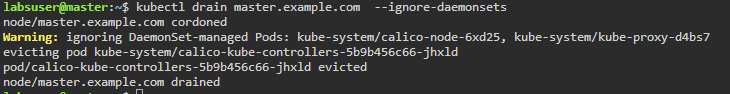 labsuser@master:~$ kubectl drain master.example.com  --ignore-daemonsets
node/master.example.com cordoned
Warning: ignoring DaemonSet-managed Pods: kube-system/calico-node-6xd25, kube-system/kube-proxy-d4bs7
evicting pod kube-system/calico-kube-controllers-5b9b456c66-jhxld
pod/calico-kube-controllers-5b9b456c66-jhxld evicted
node/master.example.com drained
labsuser@master:~$